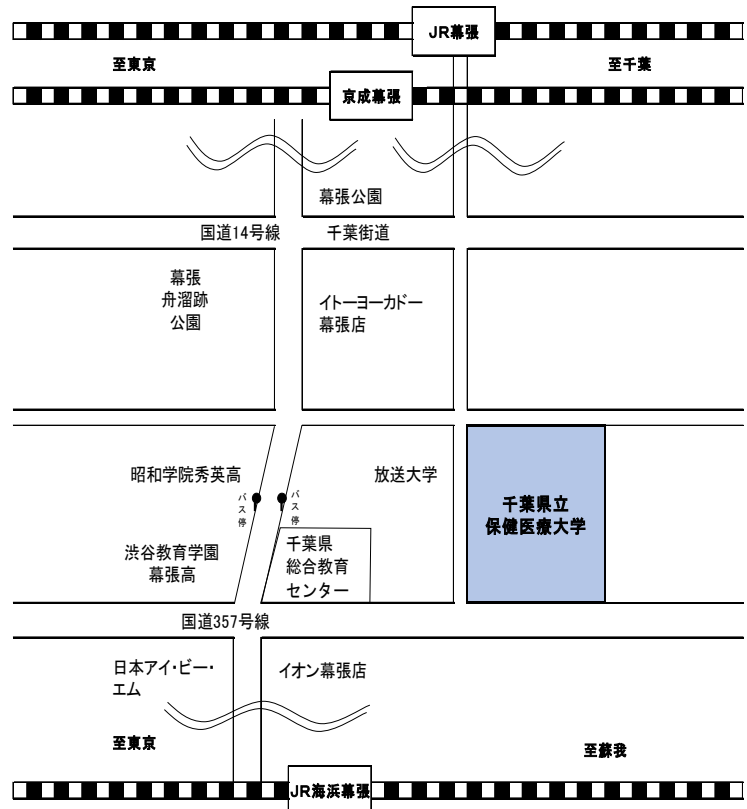 JR幕張
至東京
至千葉
京成幕張
幕張公園
国道14号線
千葉街道
幕張
舟溜跡
公園
イトーヨーカドー
幕張店
昭和学院秀英高
バス停
バス停
放送大学
千葉県立
保健医療大学
渋谷教育学園
幕張高
千葉県
総合教育
センター
国道357号線
日本アイ・ビー・
エム
イオン幕張店
至東京
至蘇我
JR海浜幕張